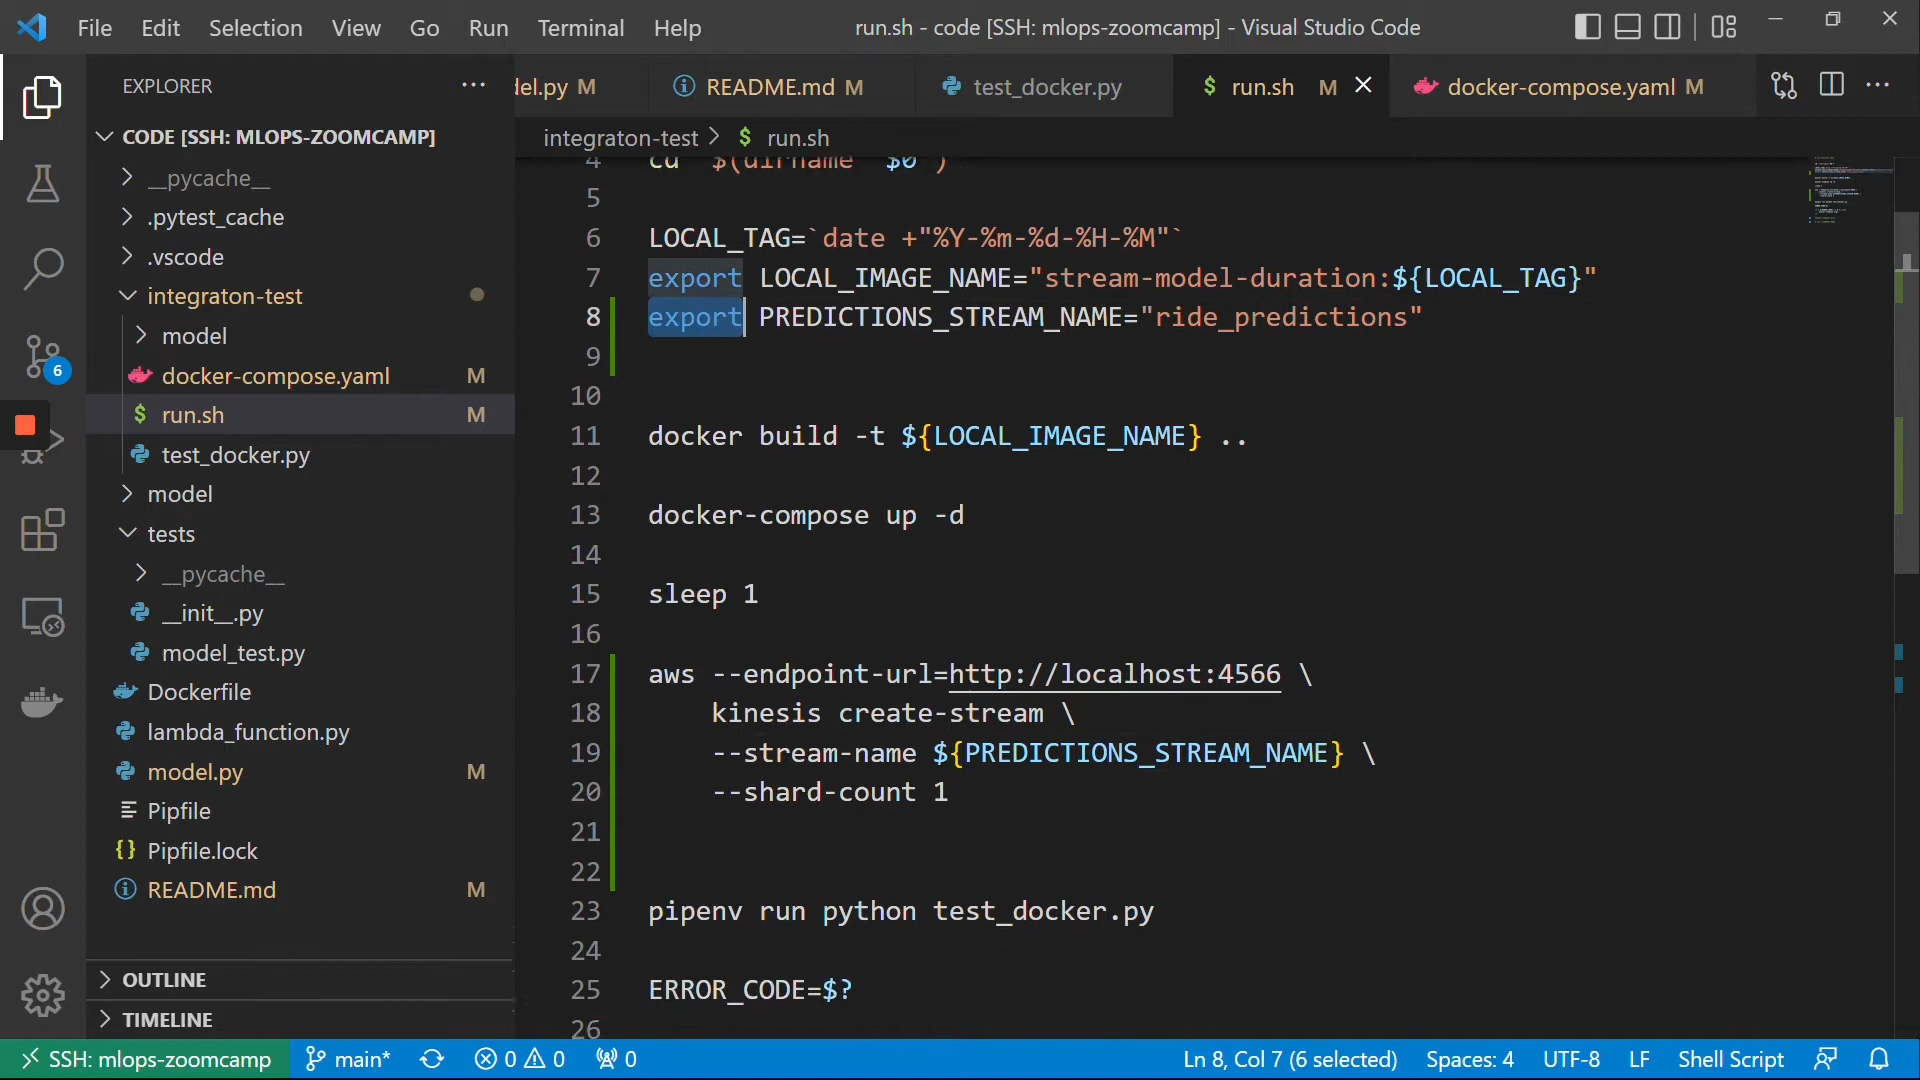 File Edit Selection View Go Run Terminal Help
run.sh - code [SSH: mlops-zoomcamp] - Visual Studio Code
EXPLORER
del.py M
README.md M
test_docker.py
$ run.sh M
docker-compose.yaml M
CODE [SSH: MLOPS-ZOOMCAMP]
__pycache__
.pytest_cache
.vscode
integraton-test
model
docker-compose.yaml M
$ run.sh M
test_docker.py
model
tests
__pycache__
__init__.py
model_test.py
Dockerfile
lambda_function.py
model.py M
Pipfile
{} Pipfile.lock
README.md M
OUTLINE
TIMELINE
6
integraton-test > $ run.sh
4 cd "$(dirname "$0")"
5
6 LOCAL_TAG=`date +"%Y-%m-%d-%H-%M"`
7 export LOCAL_IMAGE_NAME="stream-model-duration:${LOCAL_TAG}"
8 export PREDICTIONS_STREAM_NAME="ride_predictions"
9
10
11 docker build -t ${LOCAL_IMAGE_NAME} ..
12
13 docker-compose up -d
14
15 sleep 1
16
17 aws --endpoint-url=http://localhost:4566 \
18 kinesis create-stream \
19 --stream-name ${PREDICTIONS_STREAM_NAME} \
20 --shard-count 1
21
22
23 pipenv run python test_docker.py
24
25 ERROR_CODE=$?
26
SSH: mlops-zoomcamp main* 0 0 0 Ln 8, Col 7 (6 selected) Spaces: 4 UTF-8 LF Shell Script